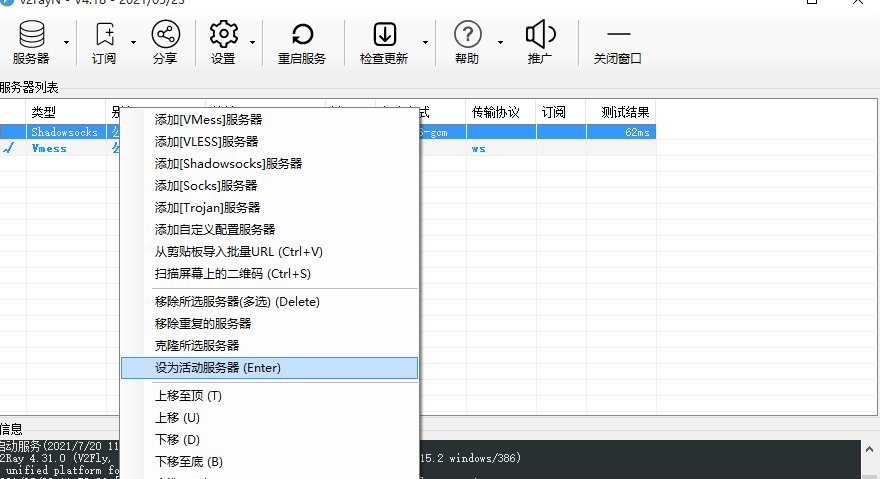 v2rayN - V4.18 - 2021/05/23
服务器 订阅 分享 设置 重启服务 检查更新 帮助 推广 关闭窗口
服务器列表
类型 传输协议 订阅 测试结果
Shadowsocks 62ms
Vmess ws
添加[VMess]服务器
添加[VLESS]服务器
添加[Shadowsocks]服务器
添加[Socks]服务器
添加[Trojan]服务器
添加自定义配置服务器
从剪贴板导入批量URL (Ctrl+V)
扫描屏幕上的二维码 (Ctrl+S)
移除所选服务器(多选) (Delete)
移除重复的服务器
克隆所选服务器
设为活动服务器 (Enter)
上移至顶 (T)
上移 (U)
下移 (D)
下移至底 (B)
信息
启动服务(2021/7/20 11
2Ray 4.31.0 (V2Fly, 15.2 windows/386)
unified platform fo